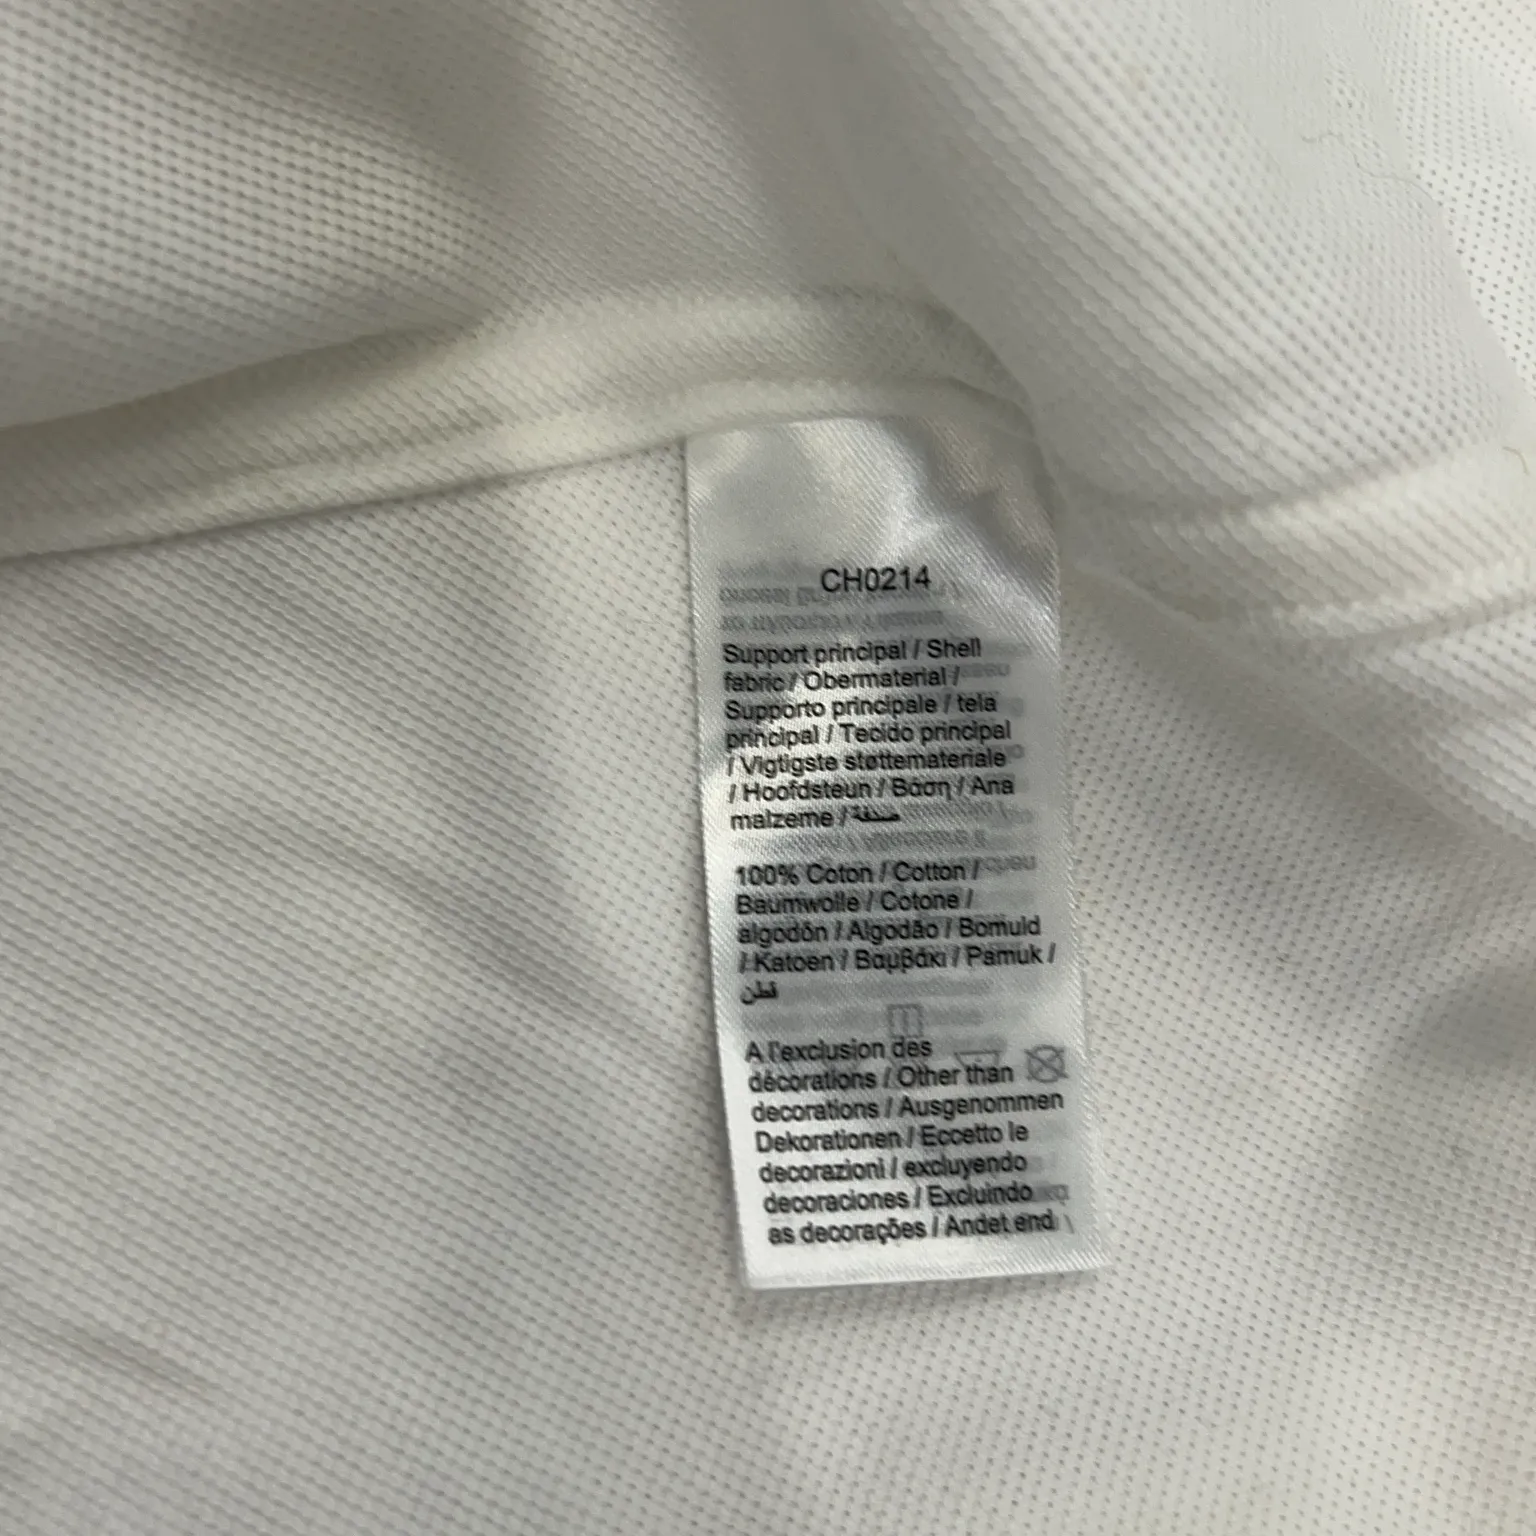 CH0214
Support principal / Shell
fabric / Obermaterial /
Supporto principale / tela
principal / Tecido principal
/ Vigtigste støttemateriale
/ Hoofdsteun / Βάση / Ana
malzeme /
100% Coton / Cotton /
Baumwolle / Cotone /
algodón / Algodão / Bomuld
/ Katoen / Βαμβάκι / Pamuk /
قطن
A l'exclusion des
décorations / Other than
decorations / Ausgenommen
Dekorationen / Eccetto le
decorazioni / excluyendo
decoraciones / Excluindo
as decorações / Andet end